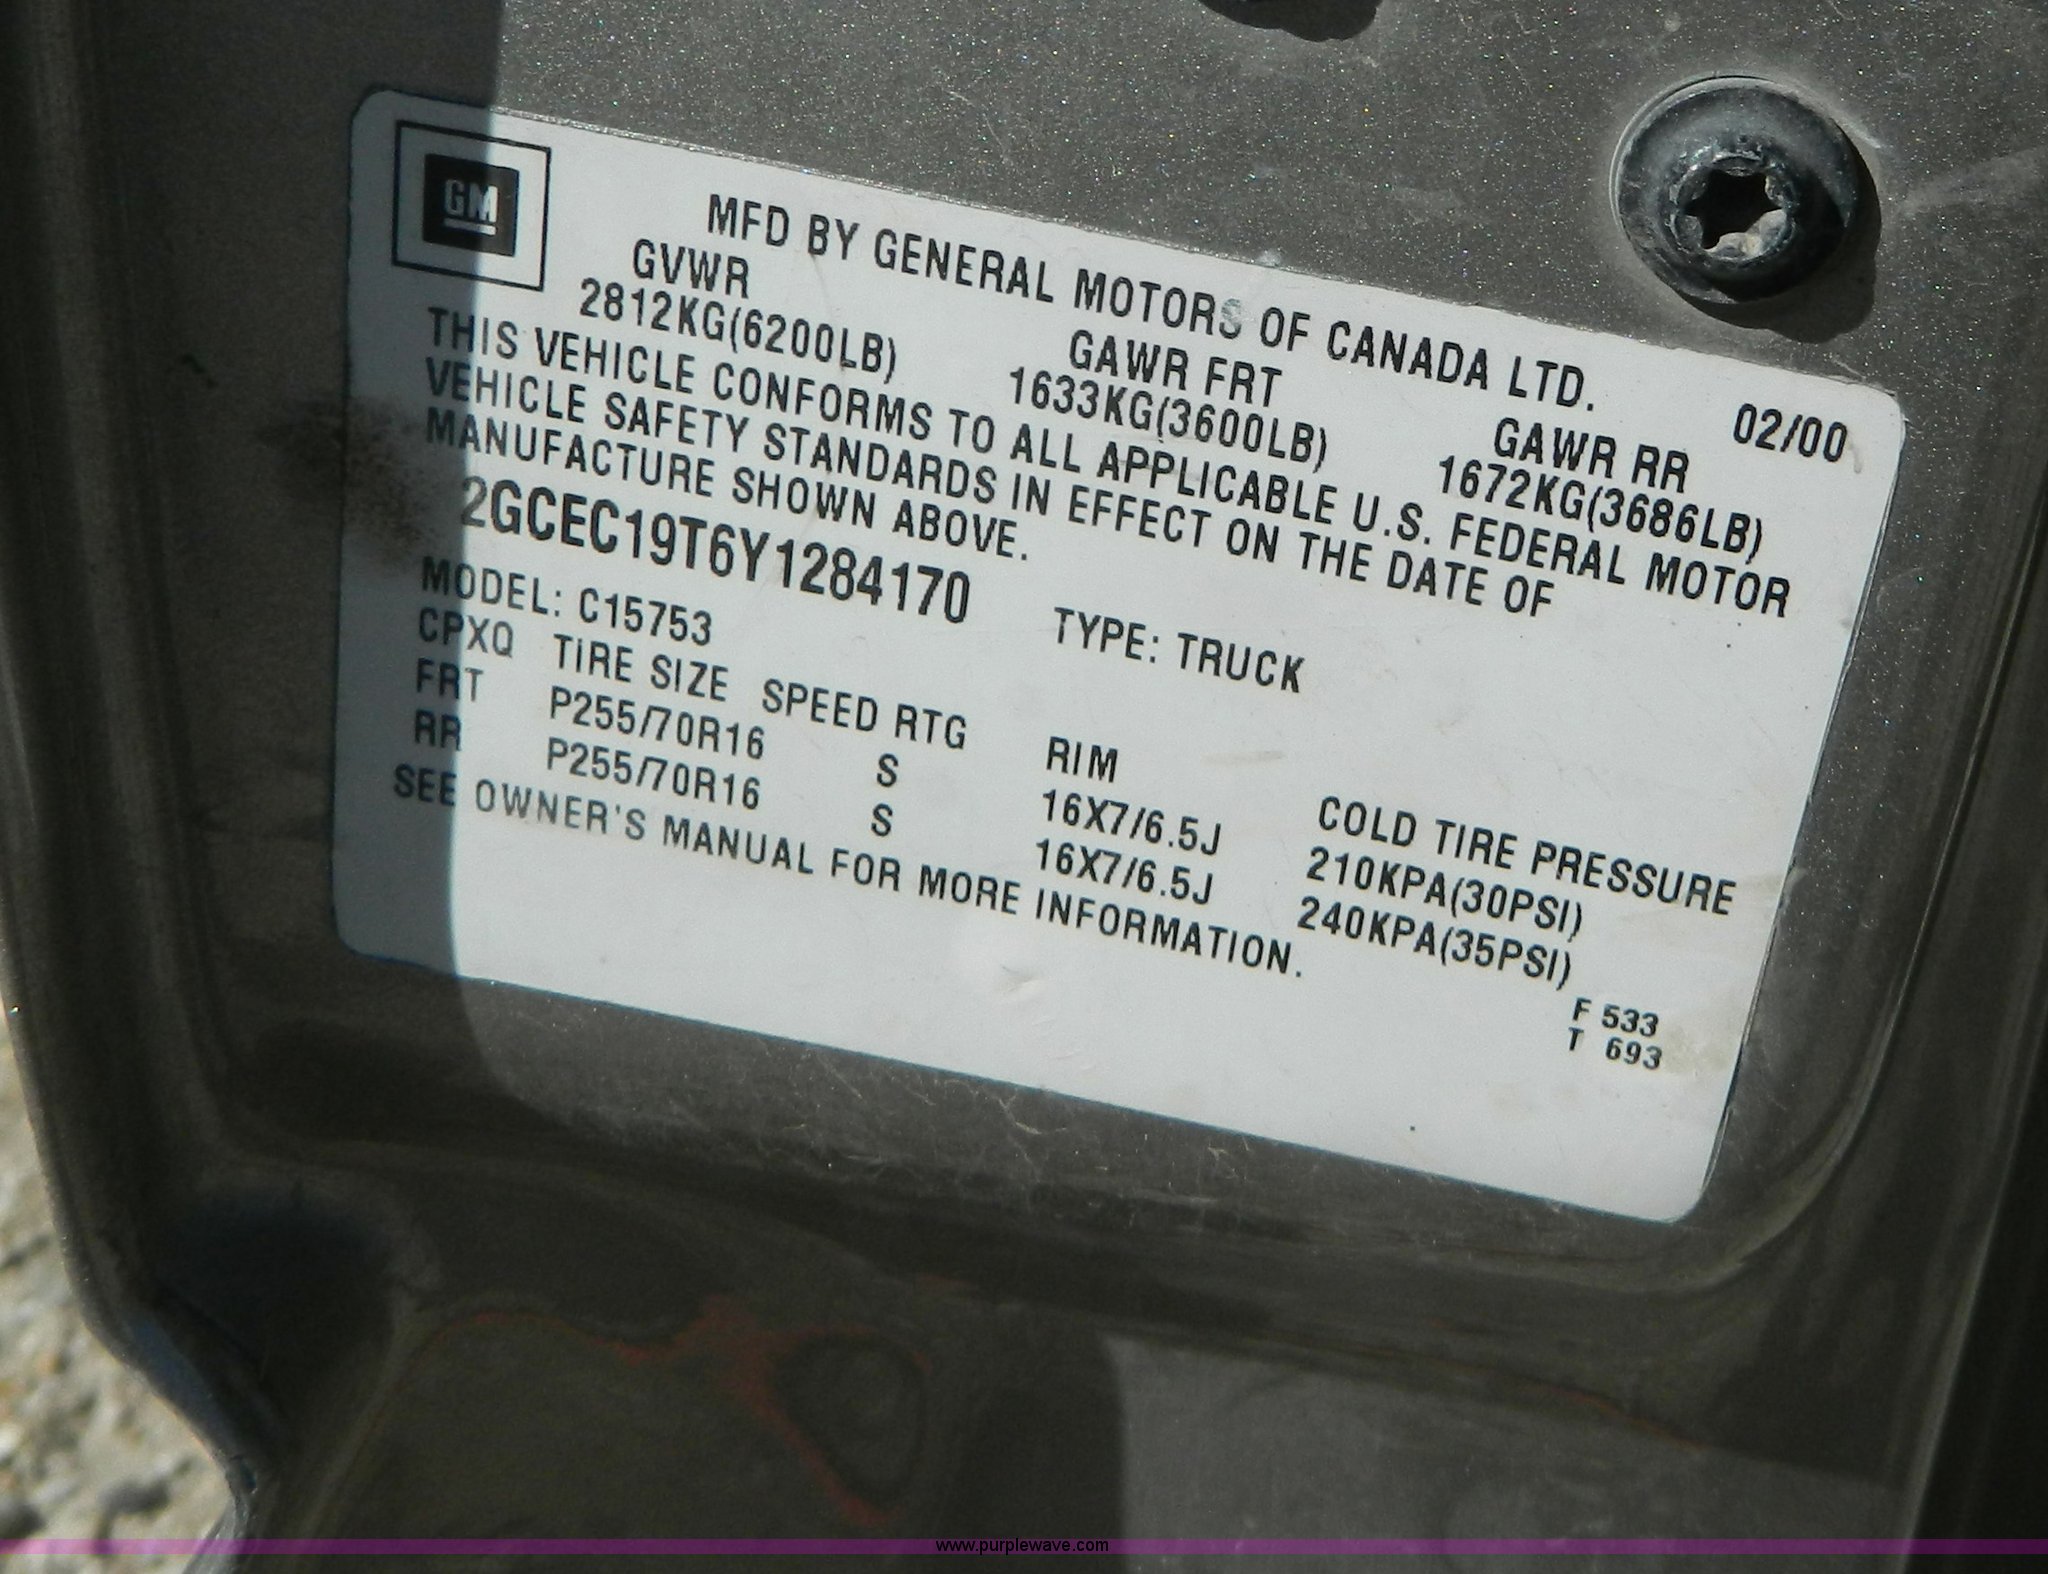 GM
MFD BY GENERAL MOTORS OF CANADA LTD.
02/00
GVWR GAWR FRT GAWR RR
2812KG(6200LB) 1633KG(3600LB) 1672KG(3686LB)
THIS VEHICLE CONFORMS TO ALL APPLICABLE U.S. FEDERAL MOTOR
VEHICLE SAFETY STANDARDS IN EFFECT ON THE DATE OF
MANUFACTURE SHOWN ABOVE.
2GCEC19T6Y1284170 TYPE: TRUCK
MODEL: C15753
CPXQ TIRE SIZE SPEED RTG RIM COLD TIRE PRESSURE
FRT P255/70R16 S 16X7/6.5J 210KPA(30PSI)
RR P255/70R16 S 16X7/6.5J 240KPA(35PSI)
SEE OWNER'S MANUAL FOR MORE INFORMATION.
F 533
T 693
www.purplewave.com